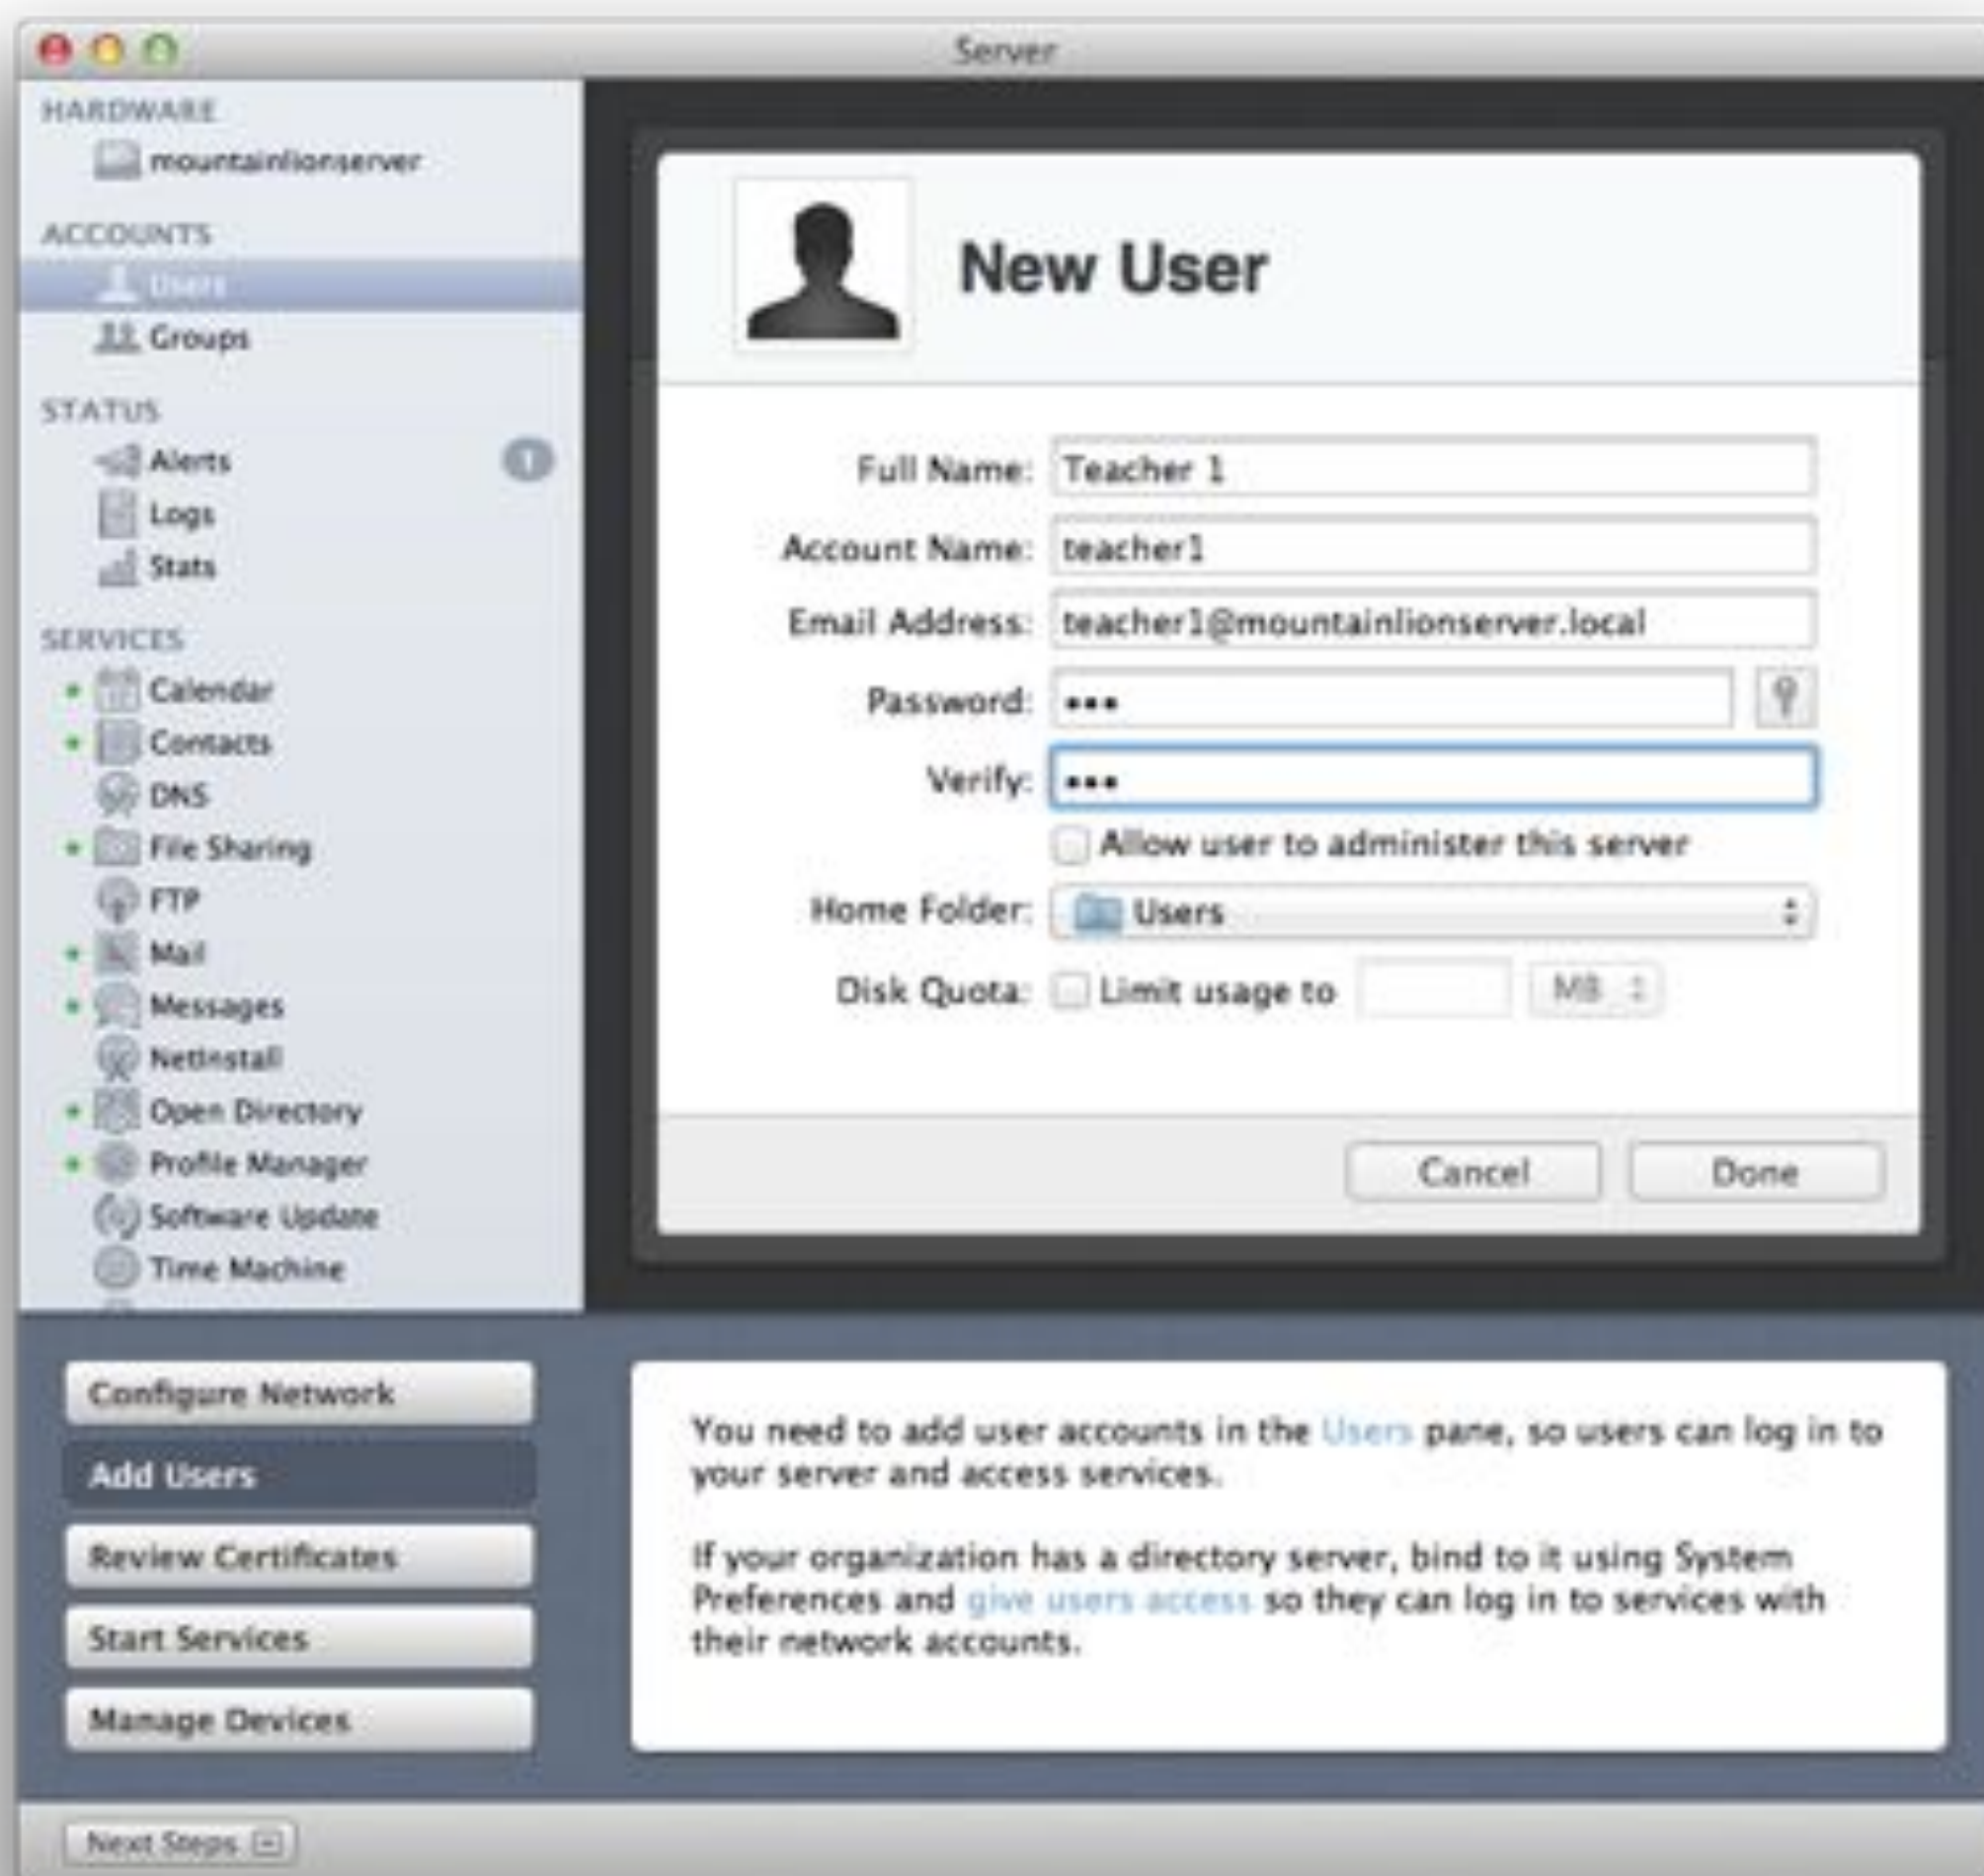 Server
HARDWARE
mountainlionserver
ACCOUNTS
Users
Groups
STATUS
Alerts 1
Logs
Stats
SERVICES
Calendar
Contacts
DNS
File Sharing
FTP
Mail
Messages
NetInstall
Open Directory
Profile Manager
Software Update
Time Machine
New User
Full Name: Teacher 1
Account Name: teacher1
Email Address: teacher1@mountainlionserver.local
Password: •••
Verify: •••
Allow user to administer this server
Home Folder: Users
Disk Quota: Limit usage to MB
Cancel Done
Configure Network
Add Users
Review Certificates
Start Services
Manage Devices
You need to add user accounts in the Users pane, so users can log in to
your server and access services.
If your organization has a directory server, bind to it using System
Preferences and give users access so they can log in to services with
their network accounts.
Next Steps